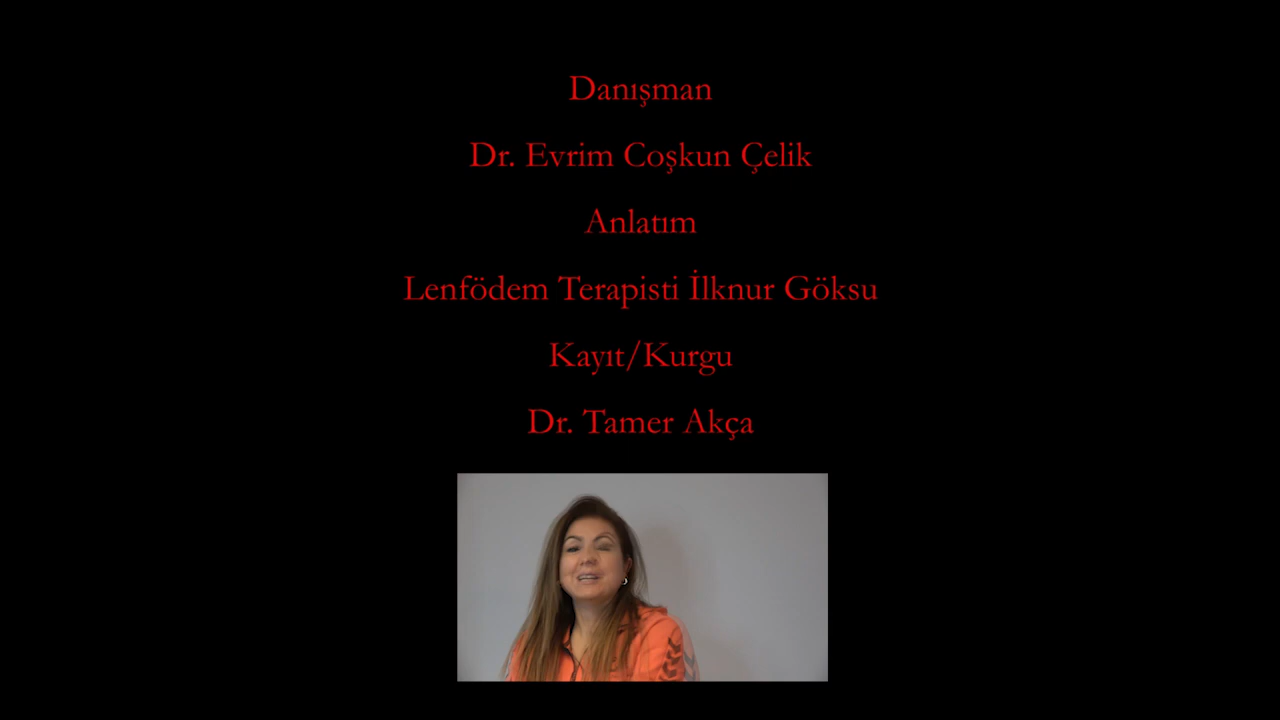 Danışman
Dr. Evrim Coşkun Çelik
Anlatım
Lenfödem Terapisti İlknur Göksu
Kayıt/Kurgu
Dr. Tamer Akça